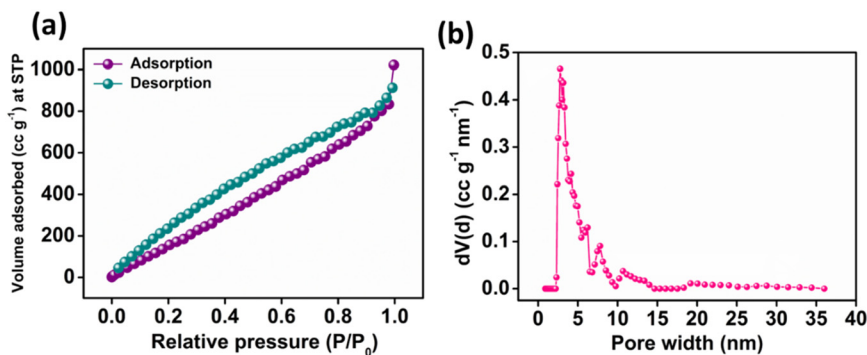 (a)
Volume adsorbed (cc g⁻¹) at STP
1000
800
600
400
200
0
Adsorption
Desorption
0.0 0.2 0.4 0.6 0.8 1.0
Relative pressure (P/P₀)
(b)
dV(d) (cc g⁻¹ nm⁻¹)
0.5
0.4
0.3
0.2
0.1
0.0
0 5 10 15 20 25 30 35 40
Pore width (nm)